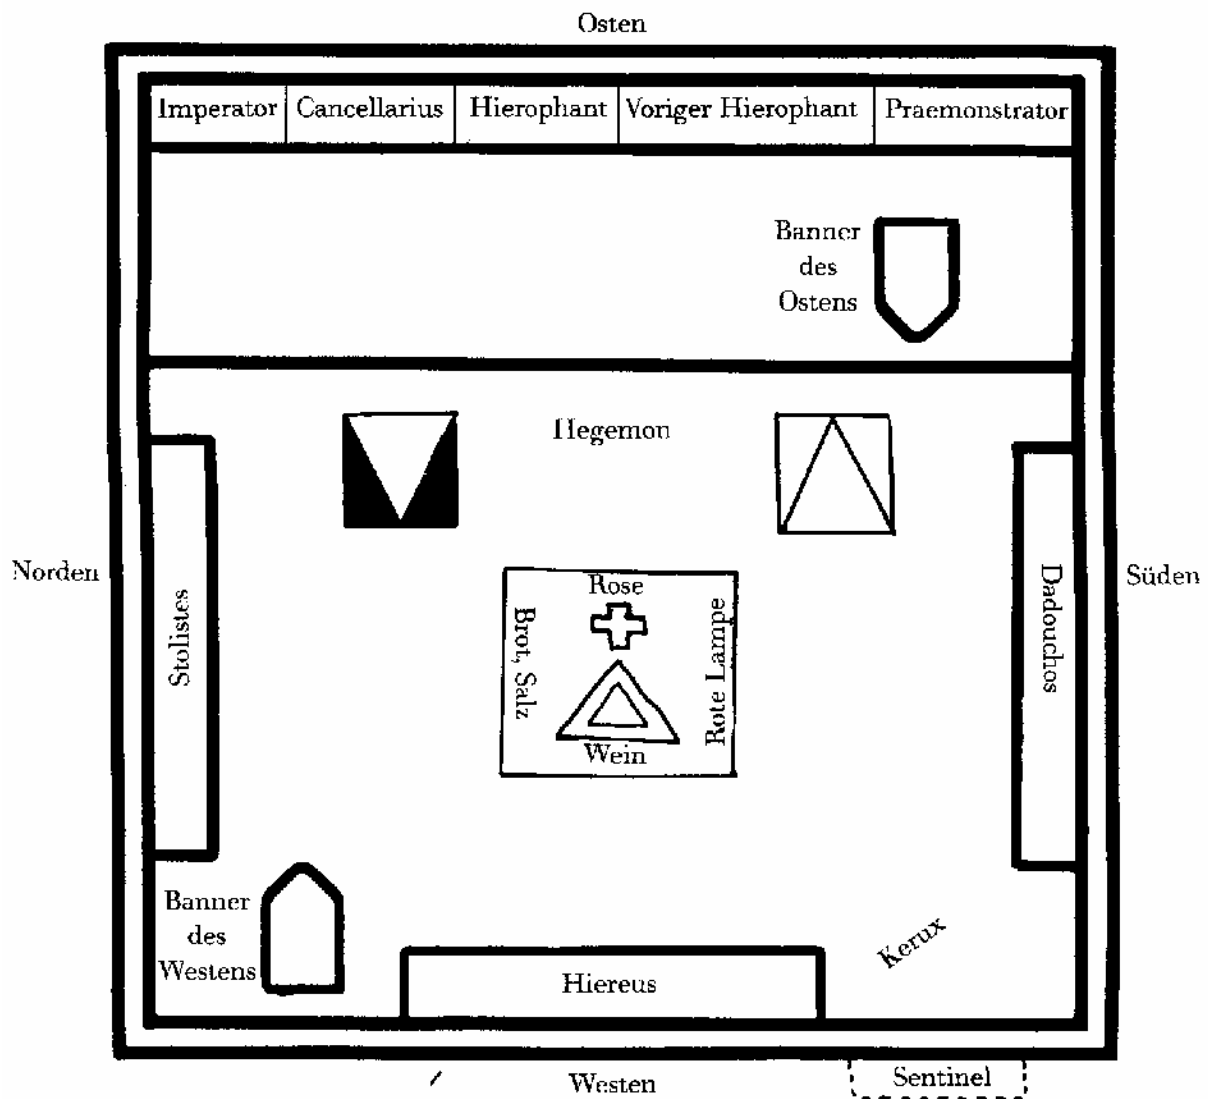 Osten
Imperator
Cancellarius
Hierophant
Voriger Hierophant
Praemonstrator
Banner
des
Ostens
Hegemon
Norden
Süden
Stolistes
Dadouchos
Rose
Brot, Salz
Rote Lampe
Wein
Banner
des
Westens
Kerux
Hiereus
Westen
Sentinel